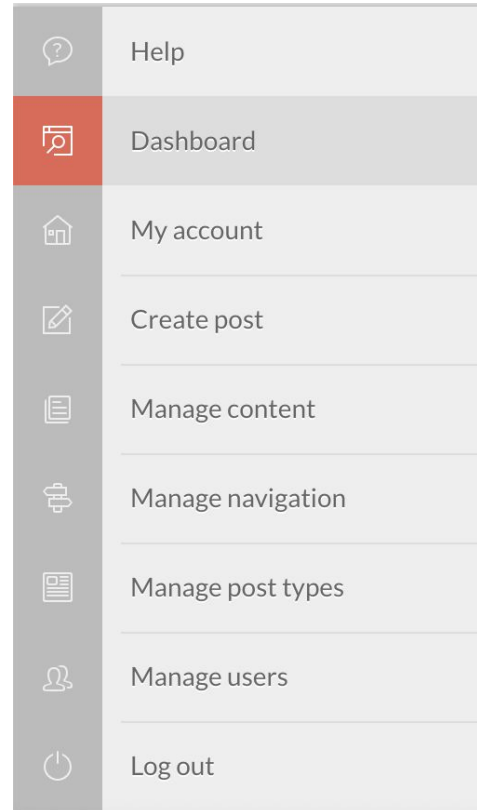 Help
Dashboard
My account
Create post
Manage content
Manage navigation
Manage post types
Manage users
Log out